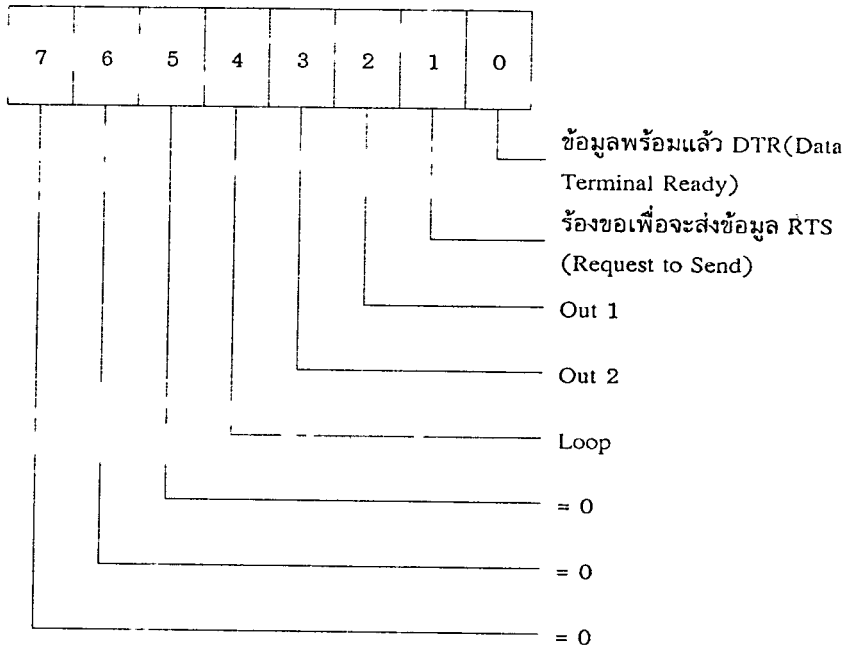 7 6 5 4 3 2 1 0
ข้อมูลพร้อมแล้ว DTR(Data
Terminal Ready)
ร้องขอเพื่อจะส่งข้อมูล RTS
(Request to Send)
Out 1
Out 2
Loop
= 0
= 0
= 0